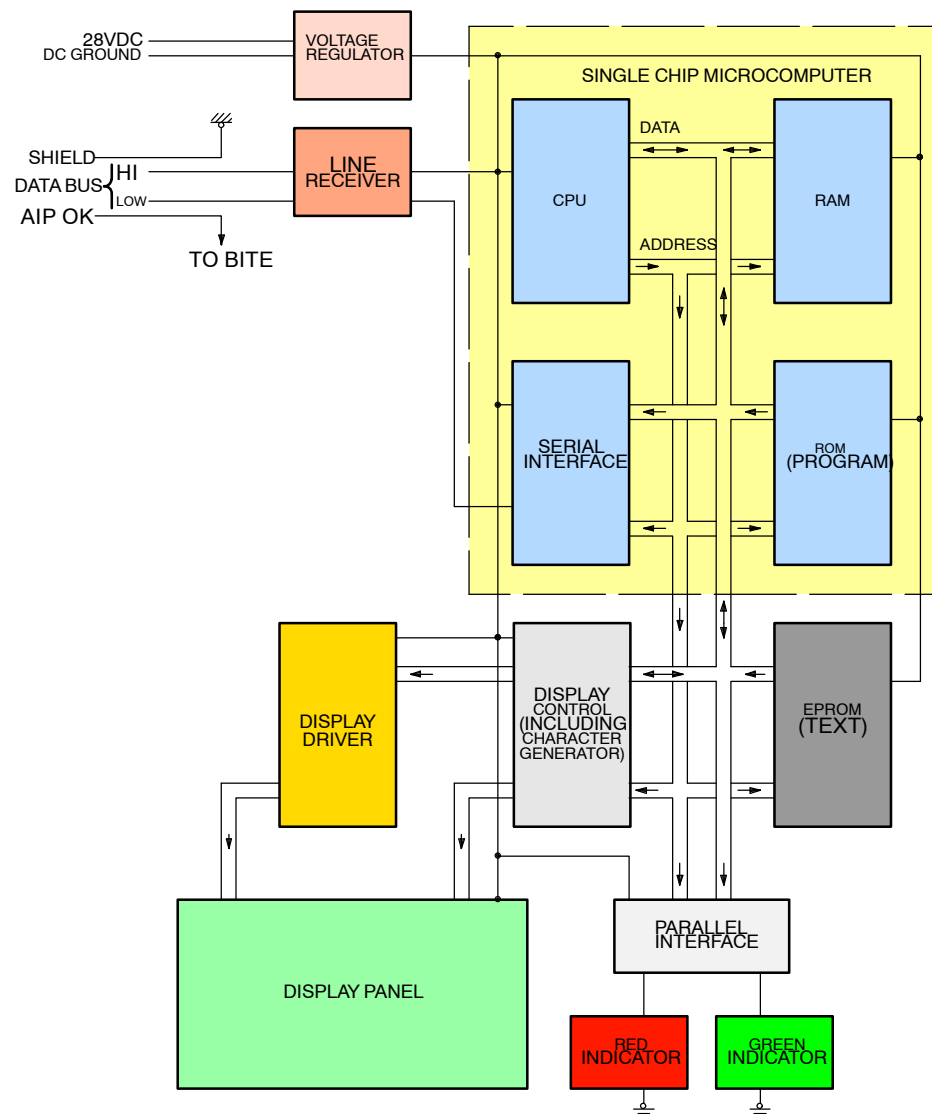 28VDC
DC GROUND
VOLTAGE
REGULATOR
SINGLE CHIP MICROCOMPUTER
SHIELD
DATA BUS
HI
LOW
AIP OK
TO BITE
LINE
RECEIVER
CPU
DATA
ADDRESS
RAM
SERIAL
INTERFACE
ROM
(PROGRAM)
DISPLAY
DRIVER
DISPLAY
CONTROL
(INCLUDING
CHARACTER
GENERATOR)
EPROM
(TEXT)
DISPLAY PANEL
PARALLEL
INTERFACE
RED
INDICATOR
GREEN
INDICATOR